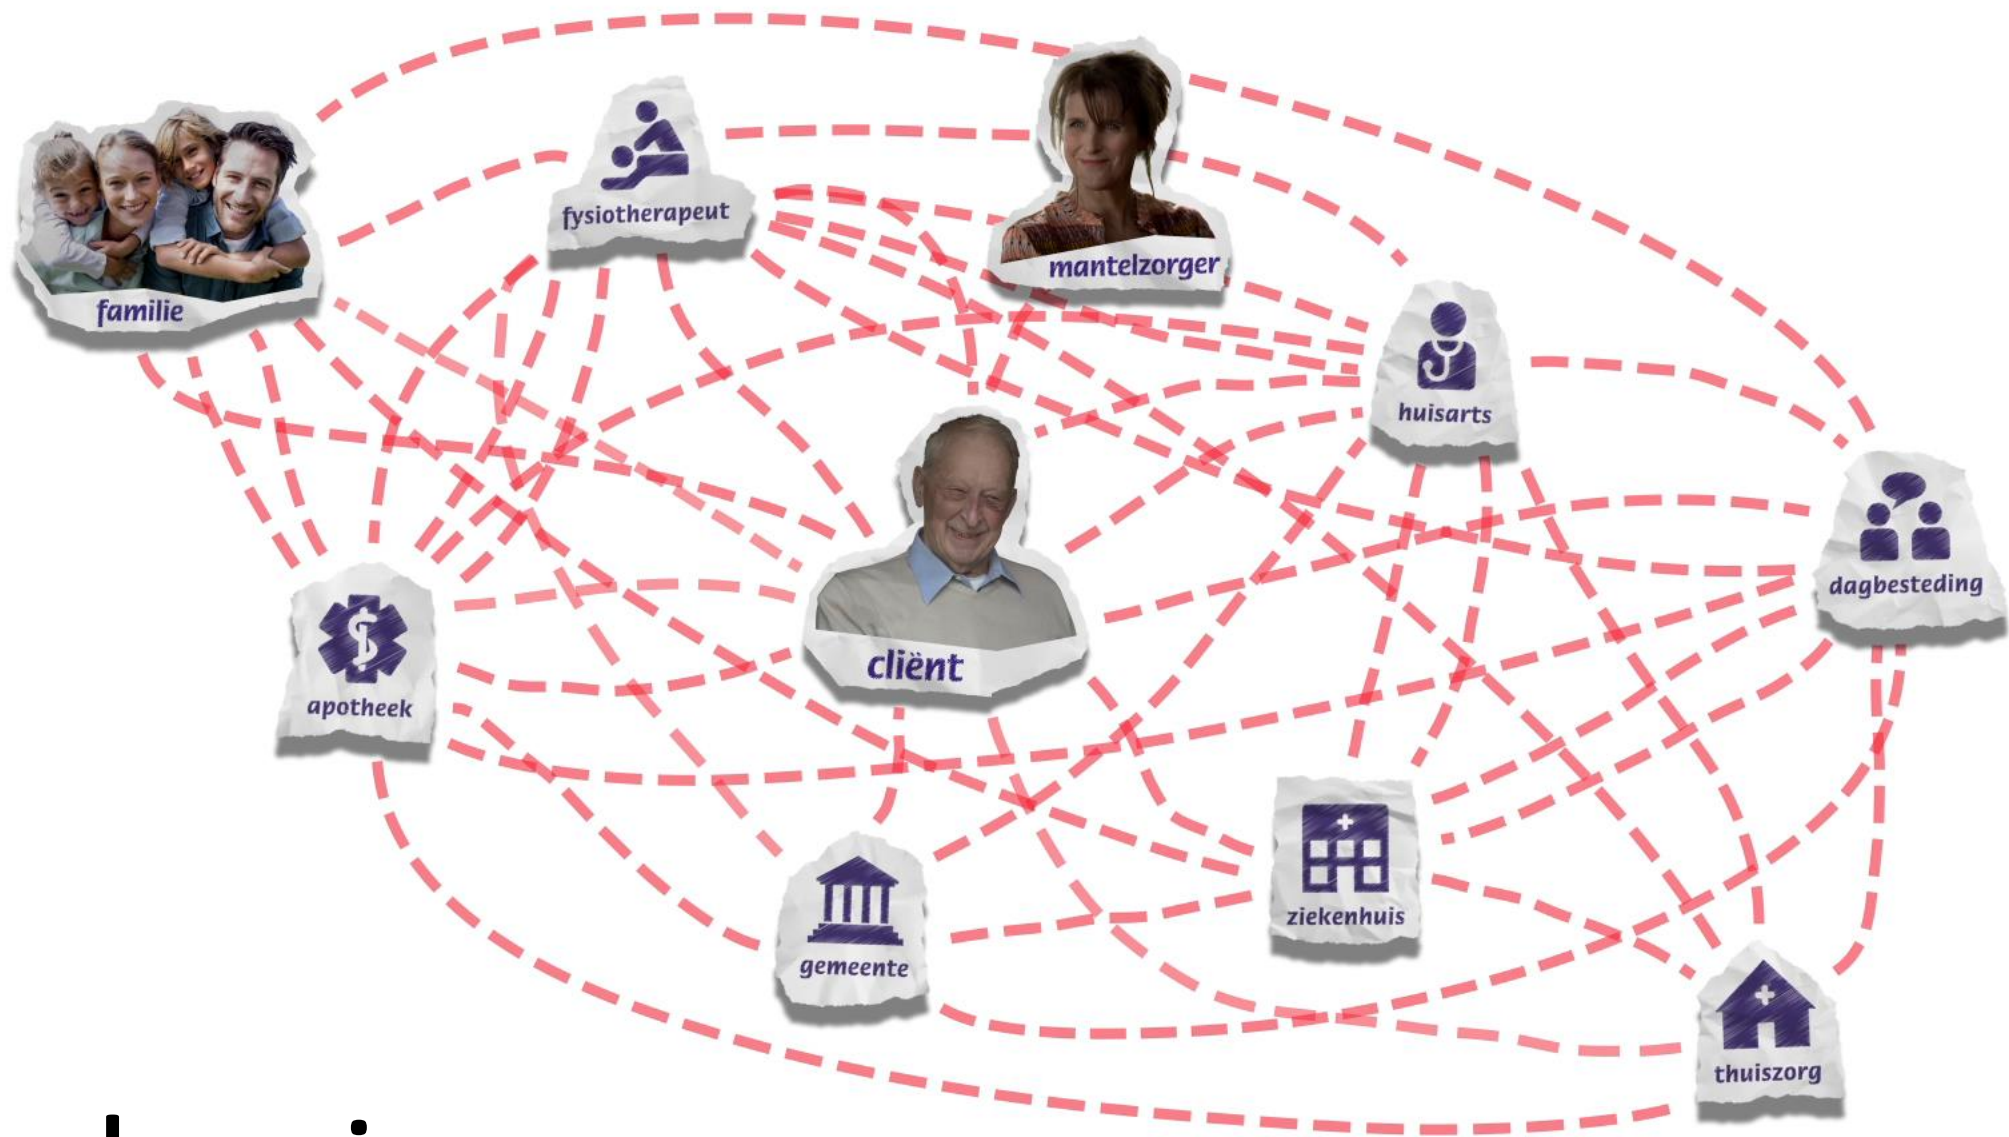 familie
fysiotherapeut
mantelzorger
huisarts
dagbesteding
cliënt
apotheek
ziekenhuis
gemeente
thuiszorg